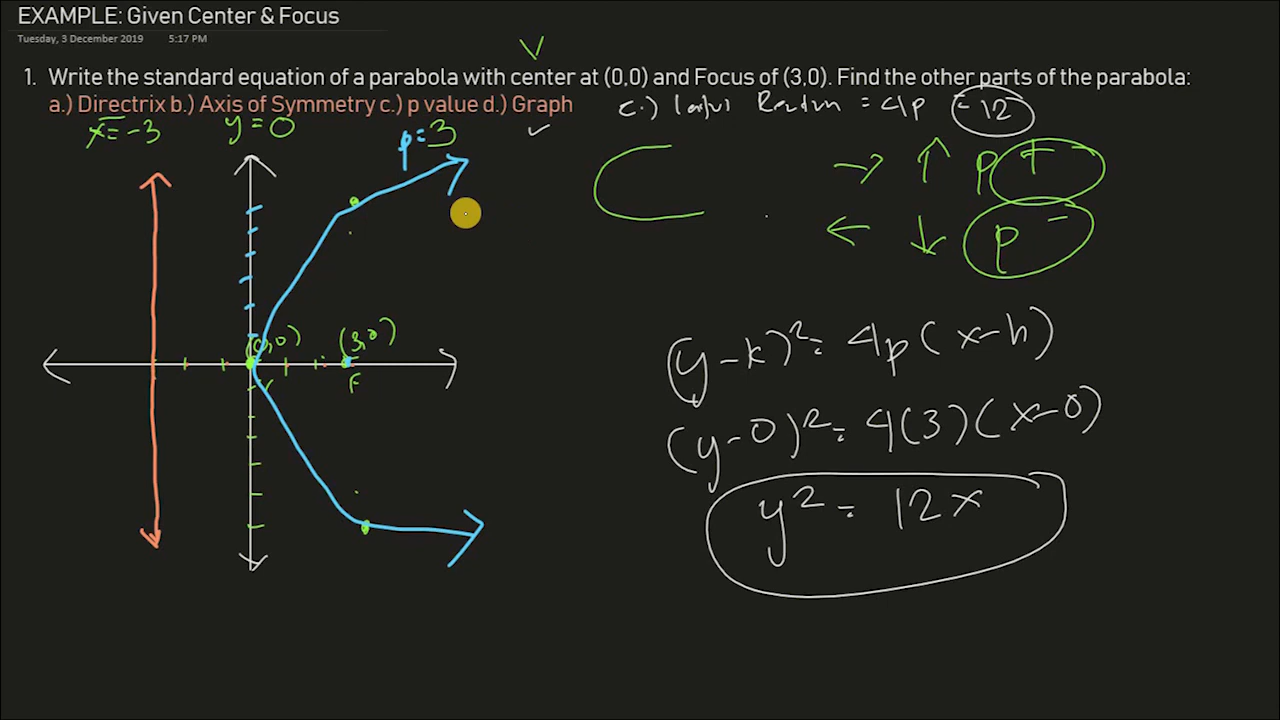 EXAMPLE: Given Center & Focus
Tuesday, 3 December 2019 5:17 PM
V
1. Write the standard equation of a parabola with center at (0,0) and Focus of (3,0). Find the other parts of the parabola:
a.) Directrix b.) Axis of Symmetry c.) p value d.) Graph
e.) = 4p = 12
x = -3 y = 0 p = 3
p +
p -
(0,0) (3,0)
V F
(y-k)² = 4p(x-h)
(y-0)² = 4(3)(x-0)
y² = 12x